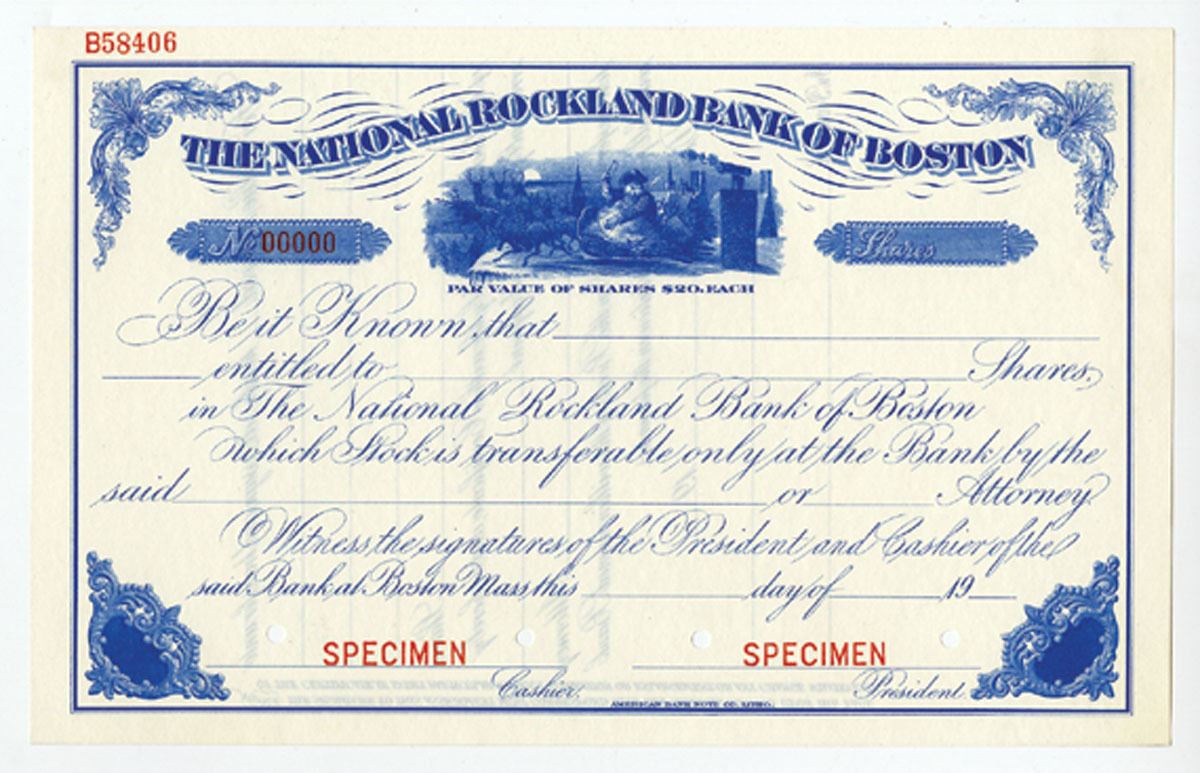 B58406
THE NATIONAL ROCKLAND BANK OF BOSTON
No 00000
Shares
PAR VALUE OF SHARES $20. EACH
Be it Known, that
entitled to Shares,
in The National Rockland Bank of Boston
which Stock is transferable only at the Bank by the
said or Attorney
Witness the signatures of the President and Cashier of the
said Bank at Boston Mass this day of 19
SPECIMEN SPECIMEN
Cashier. President
AMERICAN BANK NOTE CO. LITHO.